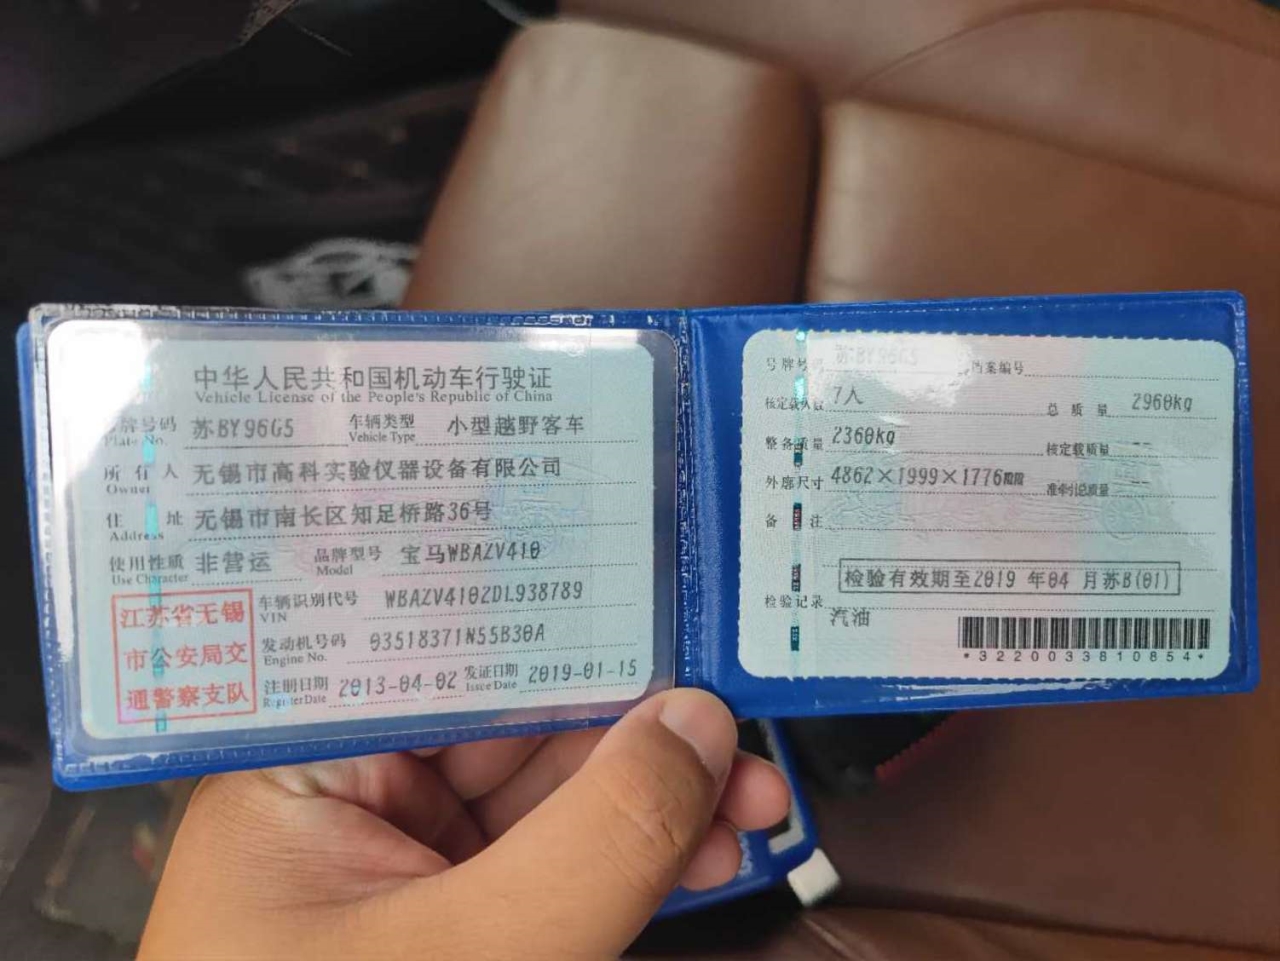 中华人民共和国机动车行驶证
Vehicle License of the People's Republic of China
号牌号码 苏BY96G5 车辆类型 小型越野客车
Plate No. Vehicle Type
所有人 无锡市高科实验仪器设备有限公司
Owner
住 址 无锡市南长区知足桥路36号
Address
使用性质 非营运 品牌型号 宝马WBAZV410
Use Character Model
江苏省无锡
市公安局交
通警察支队
车辆识别代号 WBAZV4102DL938789
VIN
发动机号码 03518371N55B30A
Engine No.
注册日期 2013-04-02 发证日期 2019-01-15
Register Date Issue Date
号牌号码 苏BY96G5 档案编号
核定载人数 7人 总质量 2960kg
整备质量 2360kg 核定载质量 --
外廓尺寸 4862×1999×1776mm 准牵引总质量 --
备 注
检验有效期至2019 年04 月苏B(01)
检验记录
汽油
*3220033810854*